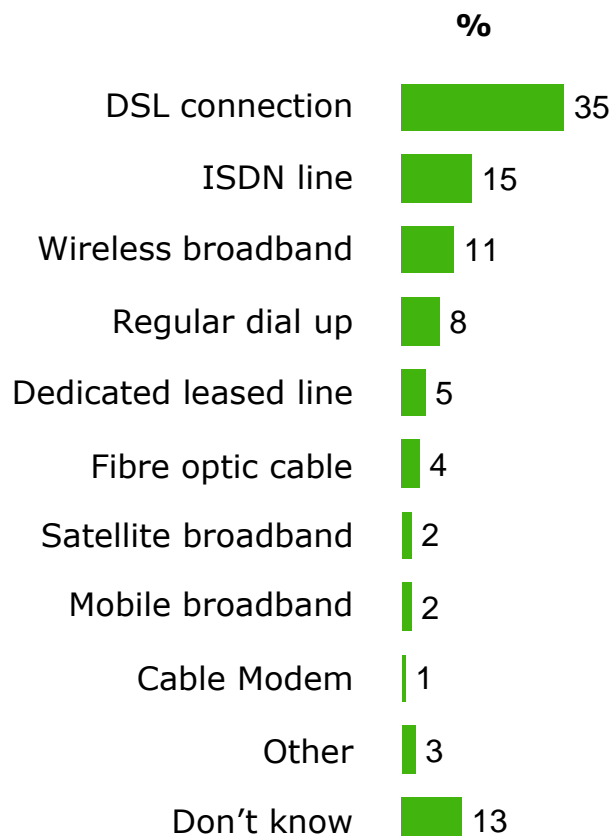 %
DSL connection 35
ISDN line 15
Wireless broadband 11
Regular dial up 8
Dedicated leased line 5
Fibre optic cable 4
Satellite broadband 2
Mobile broadband 2
Cable Modem 1
Other 3
Don’t know 13